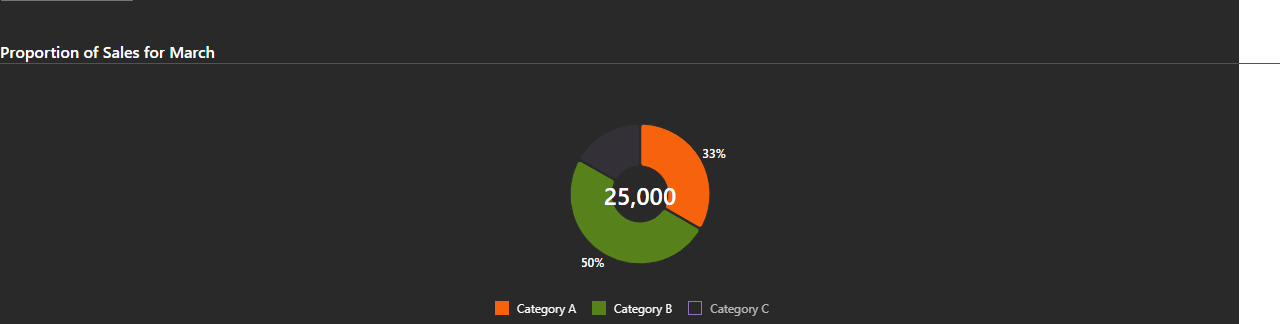 Proportion of Sales for March
33%
25,000
50%
Category A Category B Category C